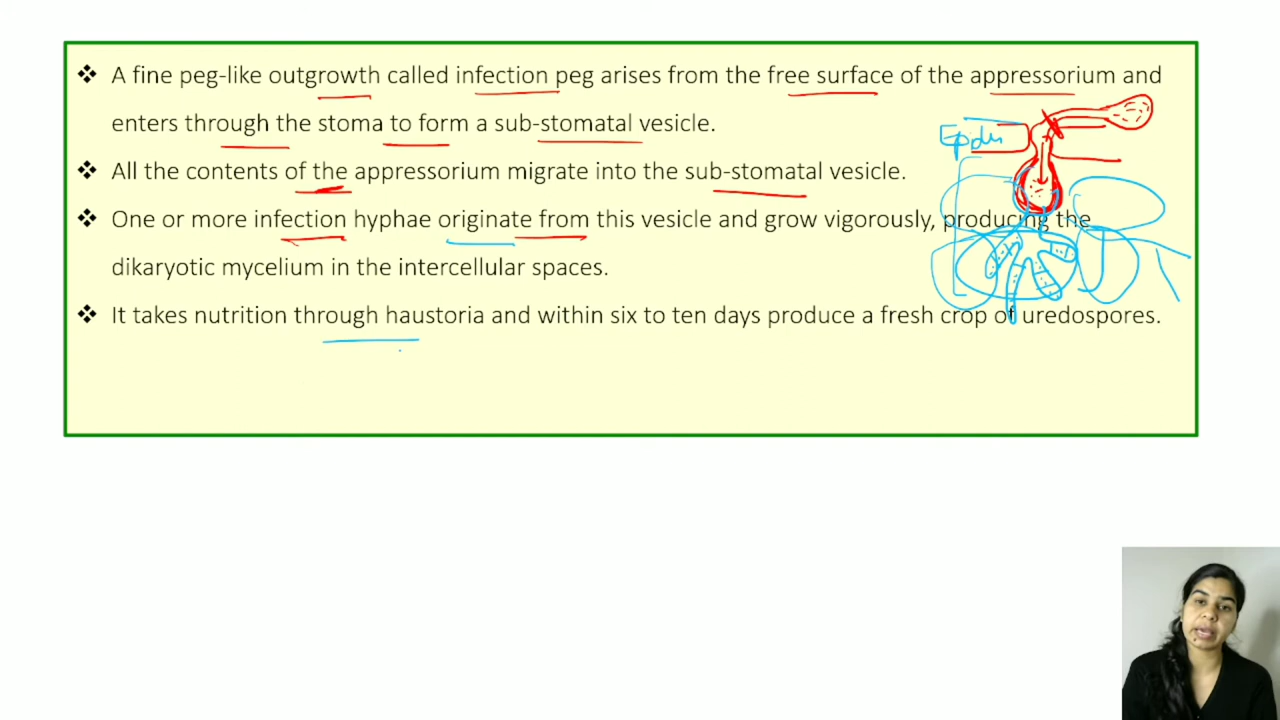 ❖ A fine peg-like outgrowth called infection peg arises from the free surface of the appressorium and
enters through the stoma to form a sub-stomatal vesicle.
❖ All the contents of the appressorium migrate into the sub-stomatal vesicle.
❖ One or more infection hyphae originate from this vesicle and grow vigorously, producing the
dikaryotic mycelium in the intercellular spaces.
❖ It takes nutrition through haustoria and within six to ten days produce a fresh crop of uredospores.